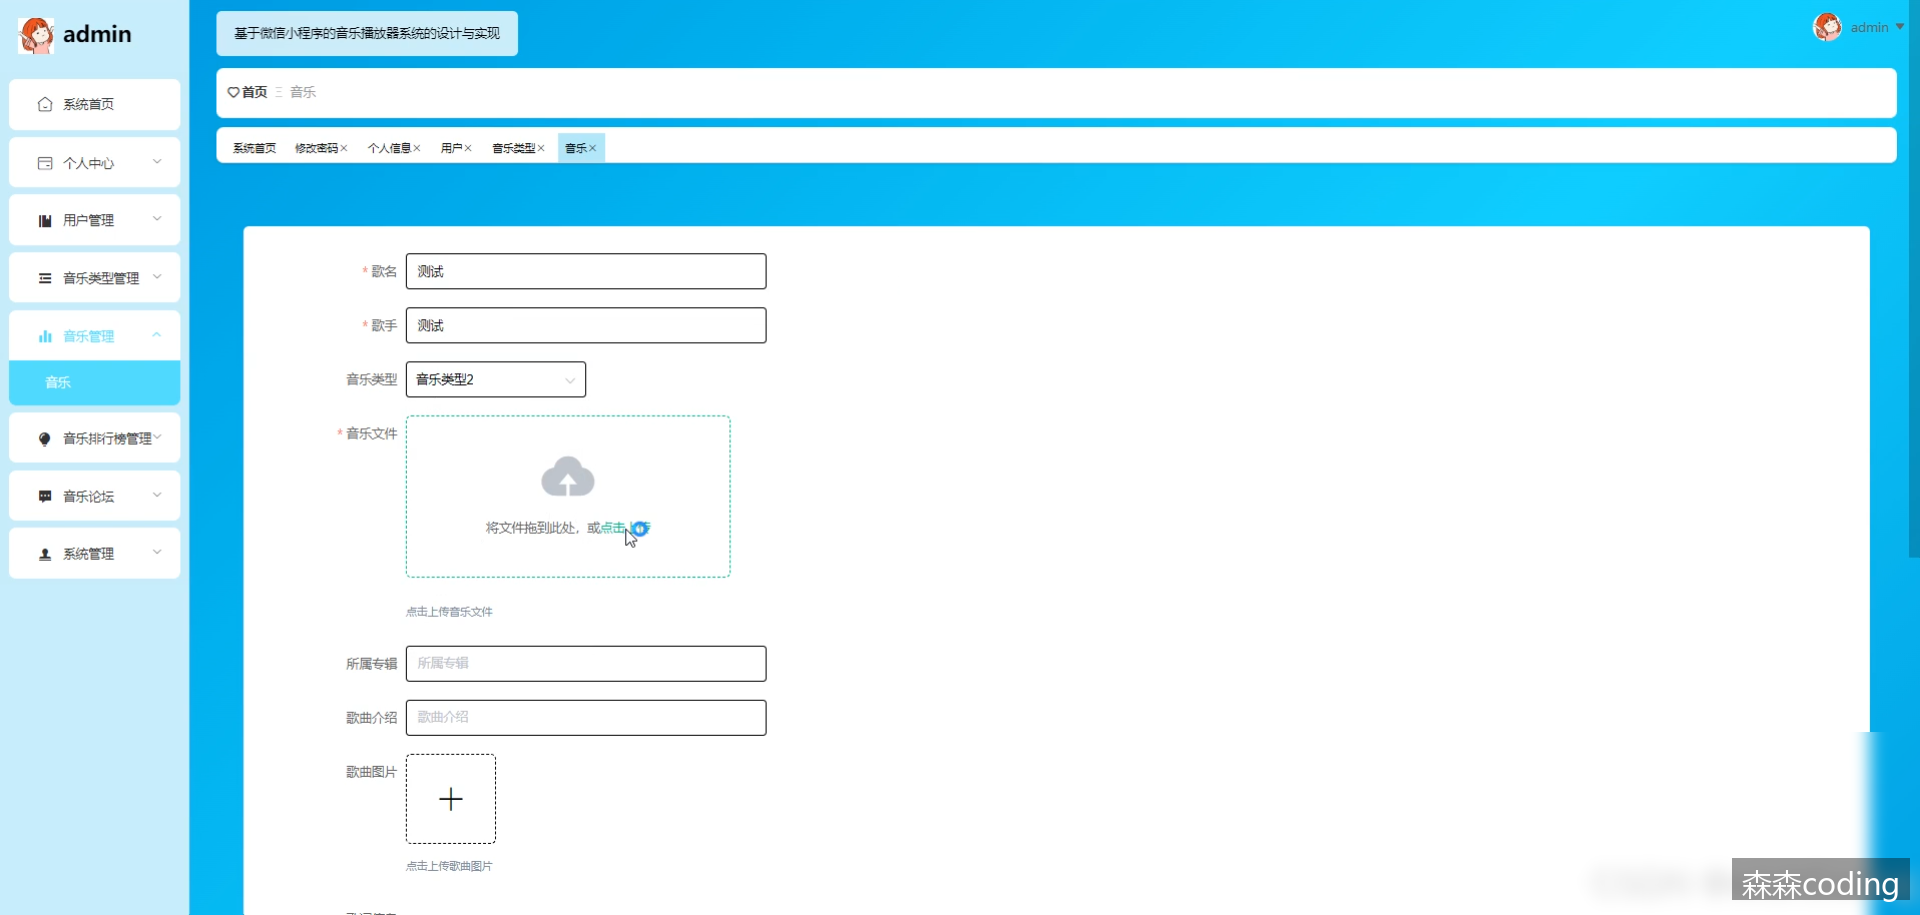 admin
基于微信小程序的音乐播放器系统的设计与实现
admin
首页 音乐
系统首页 修改密码 个人信息 用户 音乐类型 音乐
系统首页
个人中心
用户管理
音乐类型管理
音乐管理
音乐
音乐排行榜管理
音乐论坛
系统管理
* 歌名 测试
* 歌手 测试
音乐类型 音乐类型2
* 音乐文件
将文件拖到此处，或点击上传
点击上传音乐文件
所属专辑 所属专辑
歌曲介绍 歌曲介绍
歌曲图片
点击上传歌曲图片
森森coding